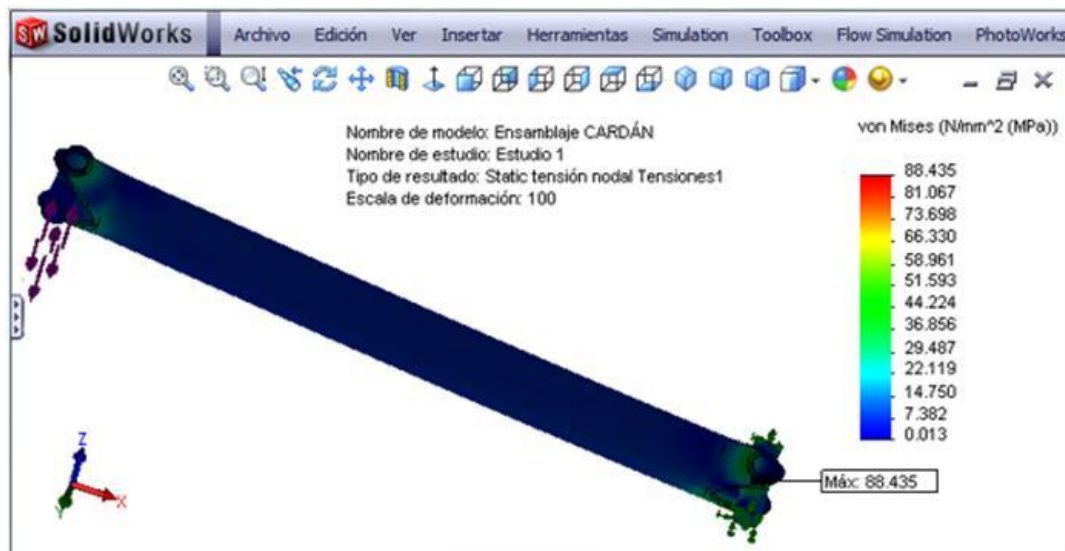 SolidWorks Archivo Edición Ver Insertar Herramientas Simulation Toolbox Flow Simulation PhotoWorks
Nombre de modelo: Ensamblaje CARDÁN
Nombre de estudio: Estudio 1
Tipo de resultado: Static tensión nodal Tensiones1
Escala de deformación: 100
von Mises (N/mm^2 (MPa))
88.435
81.067
73.698
66.330
58.961
51.593
44.224
36.856
29.487
22.119
14.750
7.382
0.013
Máx: 88.435
Z
X
Y